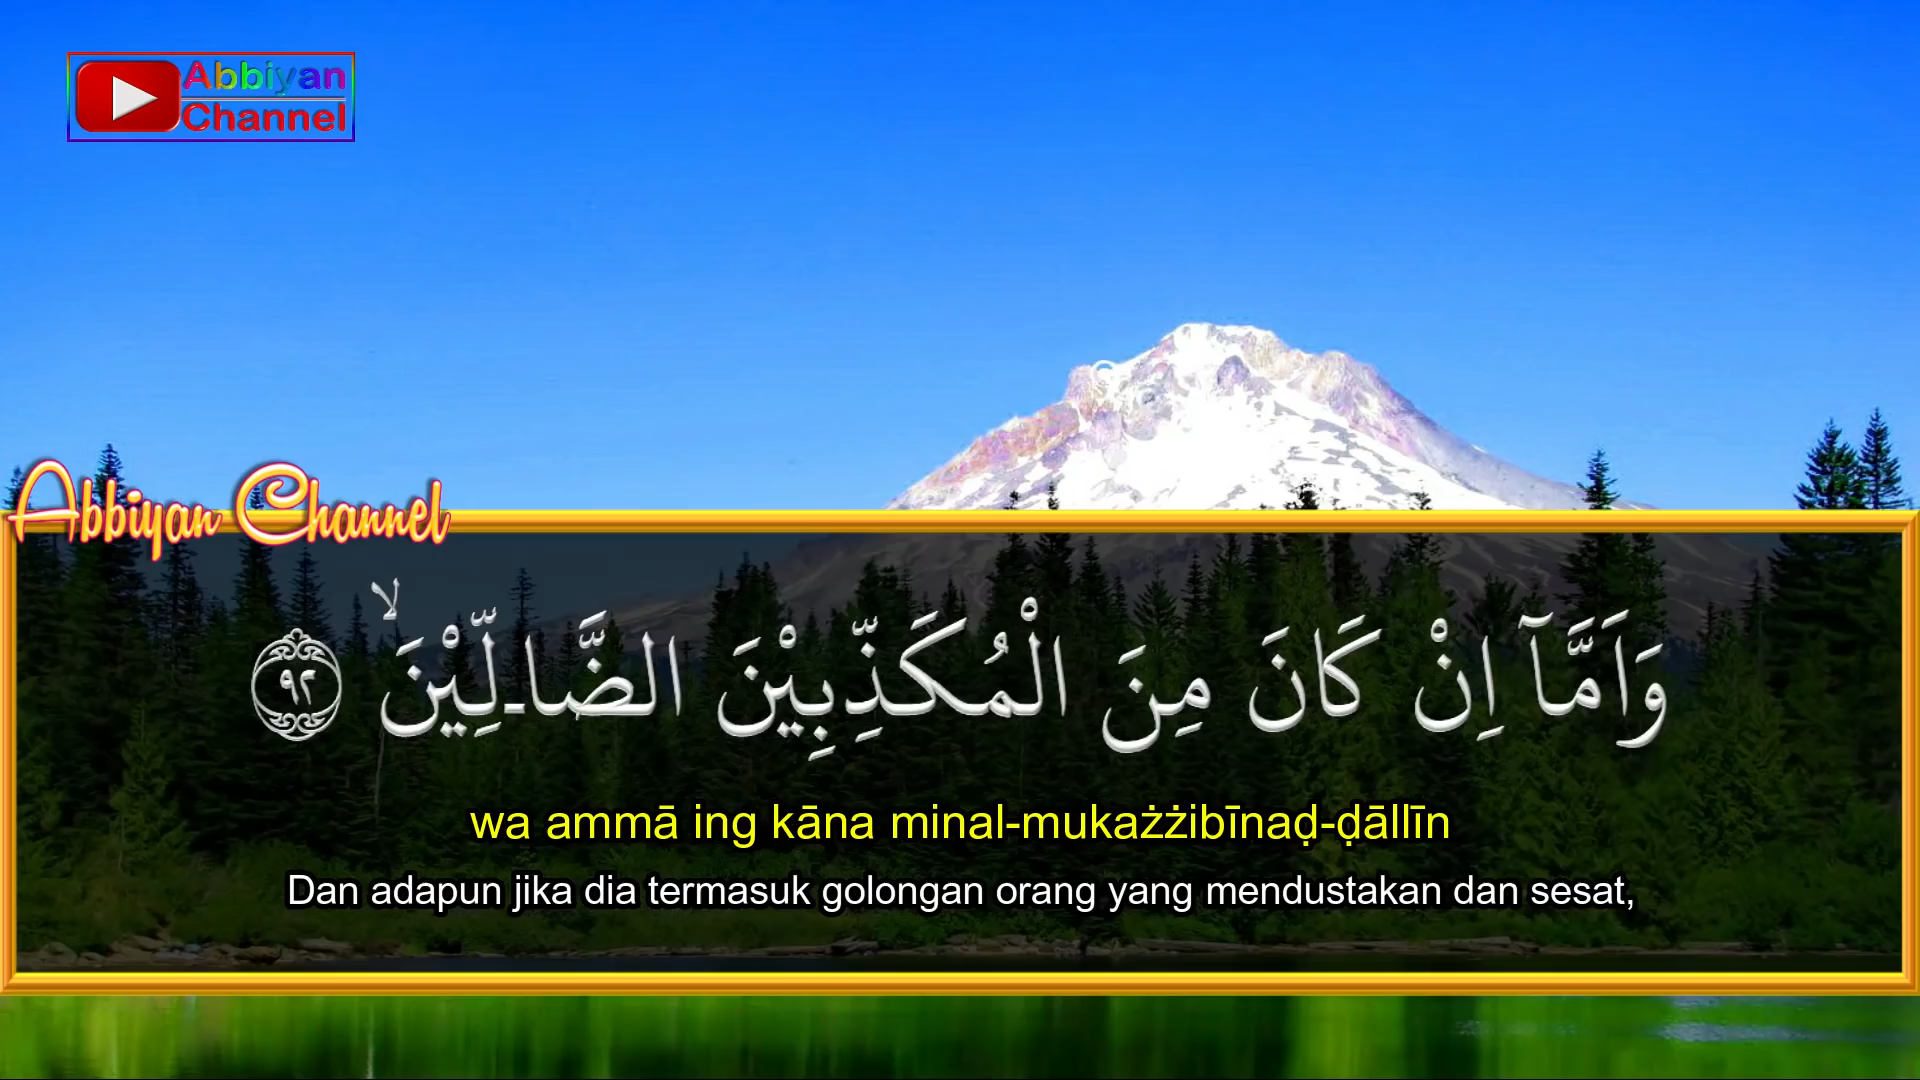 Abbiyan
Channel
Abbiyan Channel
وَاَمَّآ اِنْ كَانَ مِنَ الْمُكَذِّبِيْنَ الضَّاۤلِّيْنَۙ ٩٢
wa ammā ing kāna minal-mukażżibīnaḍ-ḍāllīn
Dan adapun jika dia termasuk golongan orang yang mendustakan dan sesat,